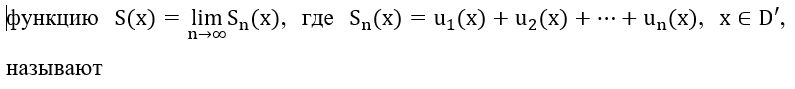 функцию S(x) = lim n→∞ Sₙ(x), где Sₙ(x) = u₁(x) + u₂(x) + ⋯ + uₙ(x), x ∈ D′,
называют